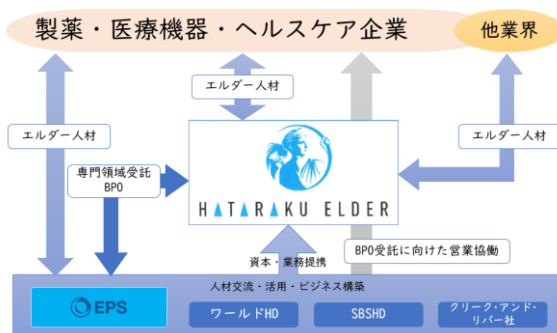 製薬・医療機器・ヘルスケア企業
他業界
エルダー人材
エルダー人材
エルダー人材
専門領域受託
BPO
HATARAKU ELDER
資本・業務提携
BPO受託に向けた営業協働
人材交流・活用・ビジネス構築
EPS
ワールドHD
SBSHD
クリーク・アンド・
リバー社